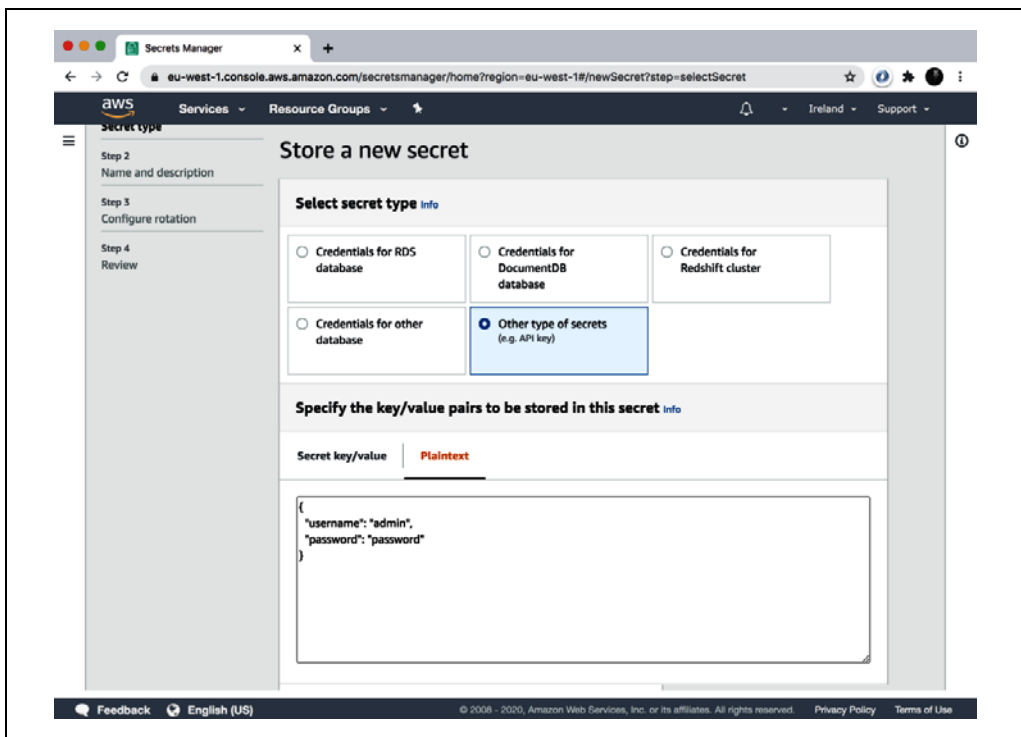 Secrets Manager
eu-west-1.console.aws.amazon.com/secretsmanager/home?region=eu-west-1#/newSecret?step=selectSecret
aws Services Resource Groups Ireland Support
Secret type
Step 2
Name and description
Step 3
Configure rotation
Step 4
Review
Store a new secret
Select secret type Info
Credentials for RDS
database
Credentials for
DocumentDB
database
Credentials for
Redshift cluster
Credentials for other
database
Other type of secrets
(e.g. API key)
Specify the key/value pairs to be stored in this secret Info
Secret key/value Plaintext
{
"username": "admin",
"password": "password"
}
Feedback English (US) © 2008 - 2020, Amazon Web Services, Inc. or its affiliates. All rights reserved. Privacy Policy Terms of Use